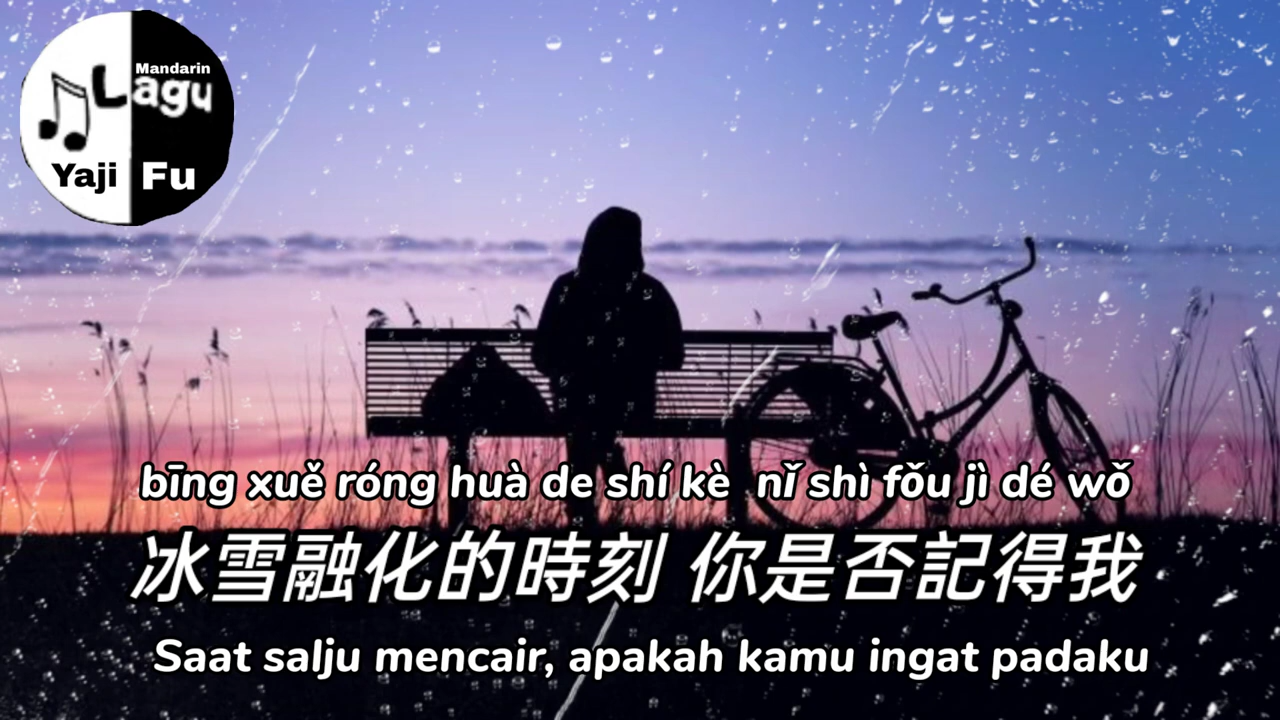 Mandarin
Lagu
Yaji Fu
bīng xuě róng huà de shí kè nǐ shì fǒu jì dé wǒ
冰雪融化的時刻 你是否記得我
Saat salju mencair, apakah kamu ingat padaku